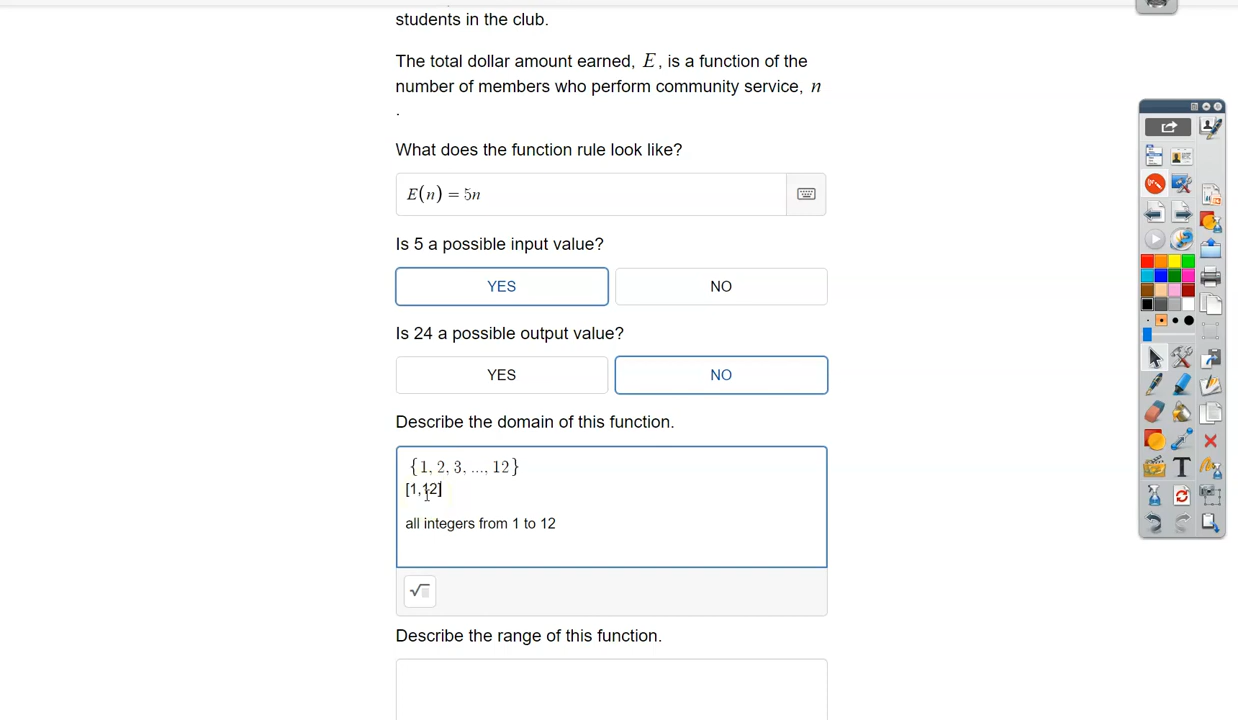 students in the club.
The total dollar amount earned, E, is a function of the
number of members who perform community service, n
.
What does the function rule look like?
E(n) = 5n
Is 5 a possible input value?
YES
NO
Is 24 a possible output value?
YES
NO
Describe the domain of this function.
{1, 2, 3, ..., 12}
[1,12]
all integers from 1 to 12
Describe the range of this function.